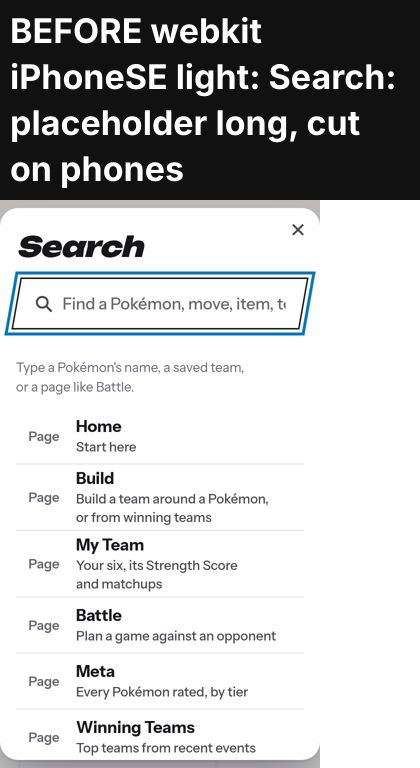 BEFORE webkit
iPhoneSE light: Search:
placeholder long, cut
on phones
Search
Find a Pokémon, move, item, t
Type a Pokémon's name, a saved team,
or a page like Battle.
Page
Home
Start here
Page
Build
Build a team around a Pokémon,
or from winning teams
Page
My Team
Your six, its Strength Score
and matchups
Page
Battle
Plan a game against an opponent
Page
Meta
Every Pokémon rated, by tier
Page
Winning Teams
Top teams from recent events